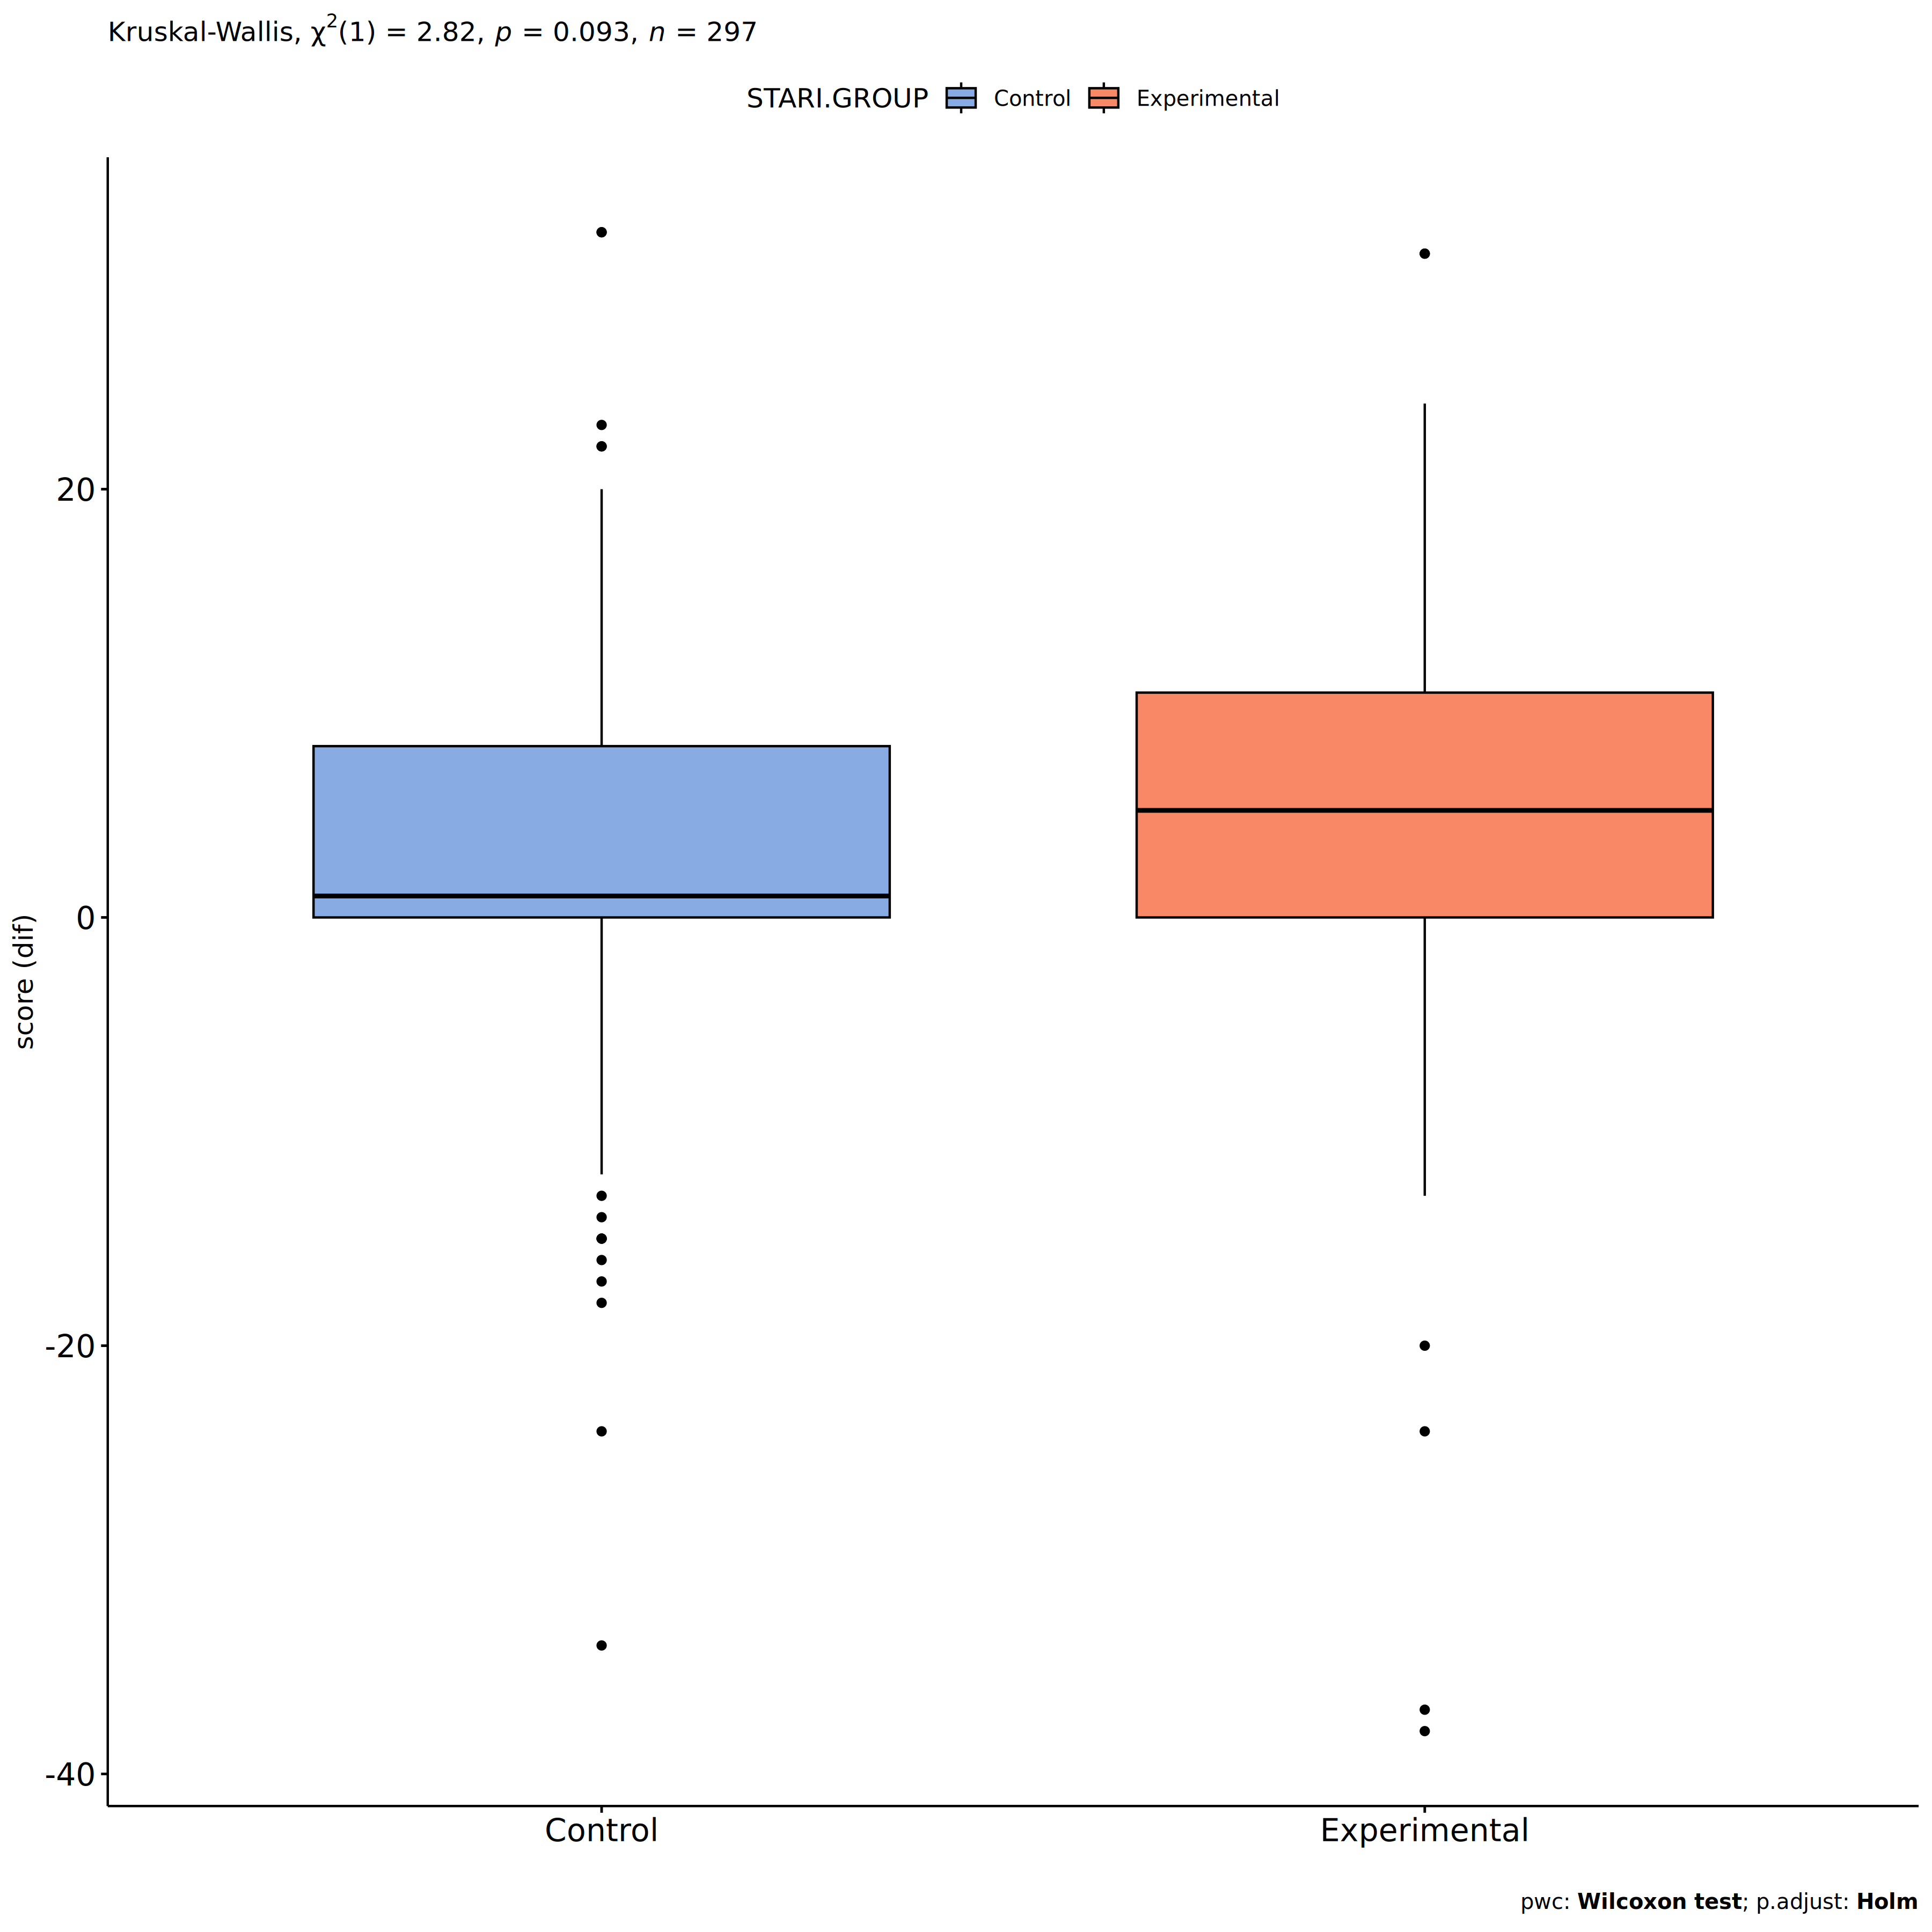 Kruskal-Wallis, χ²(1) = 2.82, p = 0.093, n = 297
STARI.GROUP Control Experimental
score (dif)
20
0
-20
-40
Control Experimental
pwc: Wilcoxon test; p.adjust: Holm